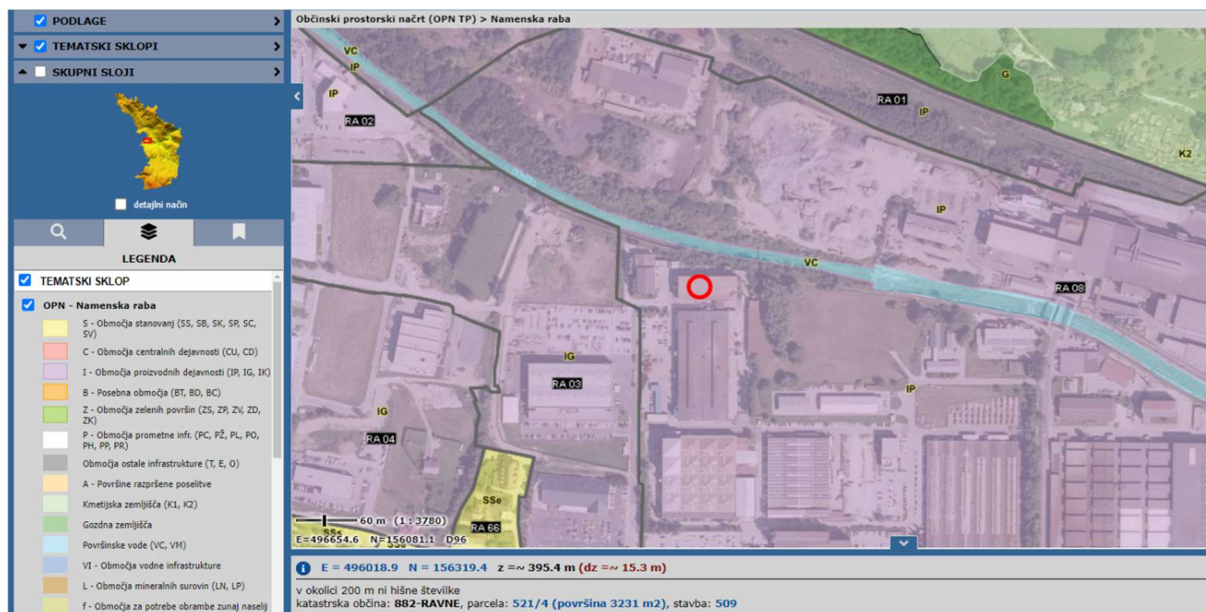 PODLAGE
TEMATSKI SKLOPI
SKUPNI SLOJI
detajlni način
LEGENDA
TEMATSKI SKLOP
OPN - Namenska raba
S - Območja stanovanj (SS, SB, SK, SP, SC,
SV)
C - Območja centralnih dejavnosti (CU, CD)
I - Območja proizvodnih dejavnosti (IP, IG, IK)
B - Posebna območja (BT, BD, BC)
Z - Območja zelenih površin (ZS, ZP, ZV, ZD,
ZK)
P - Območja prometne infr. (PC, PŽ, PL, PO,
PH, PP, PR)
Območja ostale infrastrukture (T, E, O)
A - Površine razpršene poselitve
Kmetijska zemljišča (K1, K2)
Gozdna zemljišča
Površinske vode (VC, VM)
VI - Območja vodne infrastrukture
L - Območja mineralnih surovin (LN, LP)
f - Območja za potrebe obrambe zunaj naselij
Občinski prostorski načrt (OPN TP) > Namenska raba
VC
IP
IP
RA 02
G
RA 01
IP
K2
IP
VC
RA 08
IG
RA 03
IP
IG
RA 04
SSe
RA 66
SSe
60 m (1 : 3780)
E=496654.6 N=156081.1 D96
E = 496018.9 N = 156319.4 z =~ 395.4 m (dz =~ 15.3 m)
v okolici 200 m ni hišne številke
katastrska občina: 882-RAVNE, parcela: 521/4 (površina 3231 m2), stavba: 509